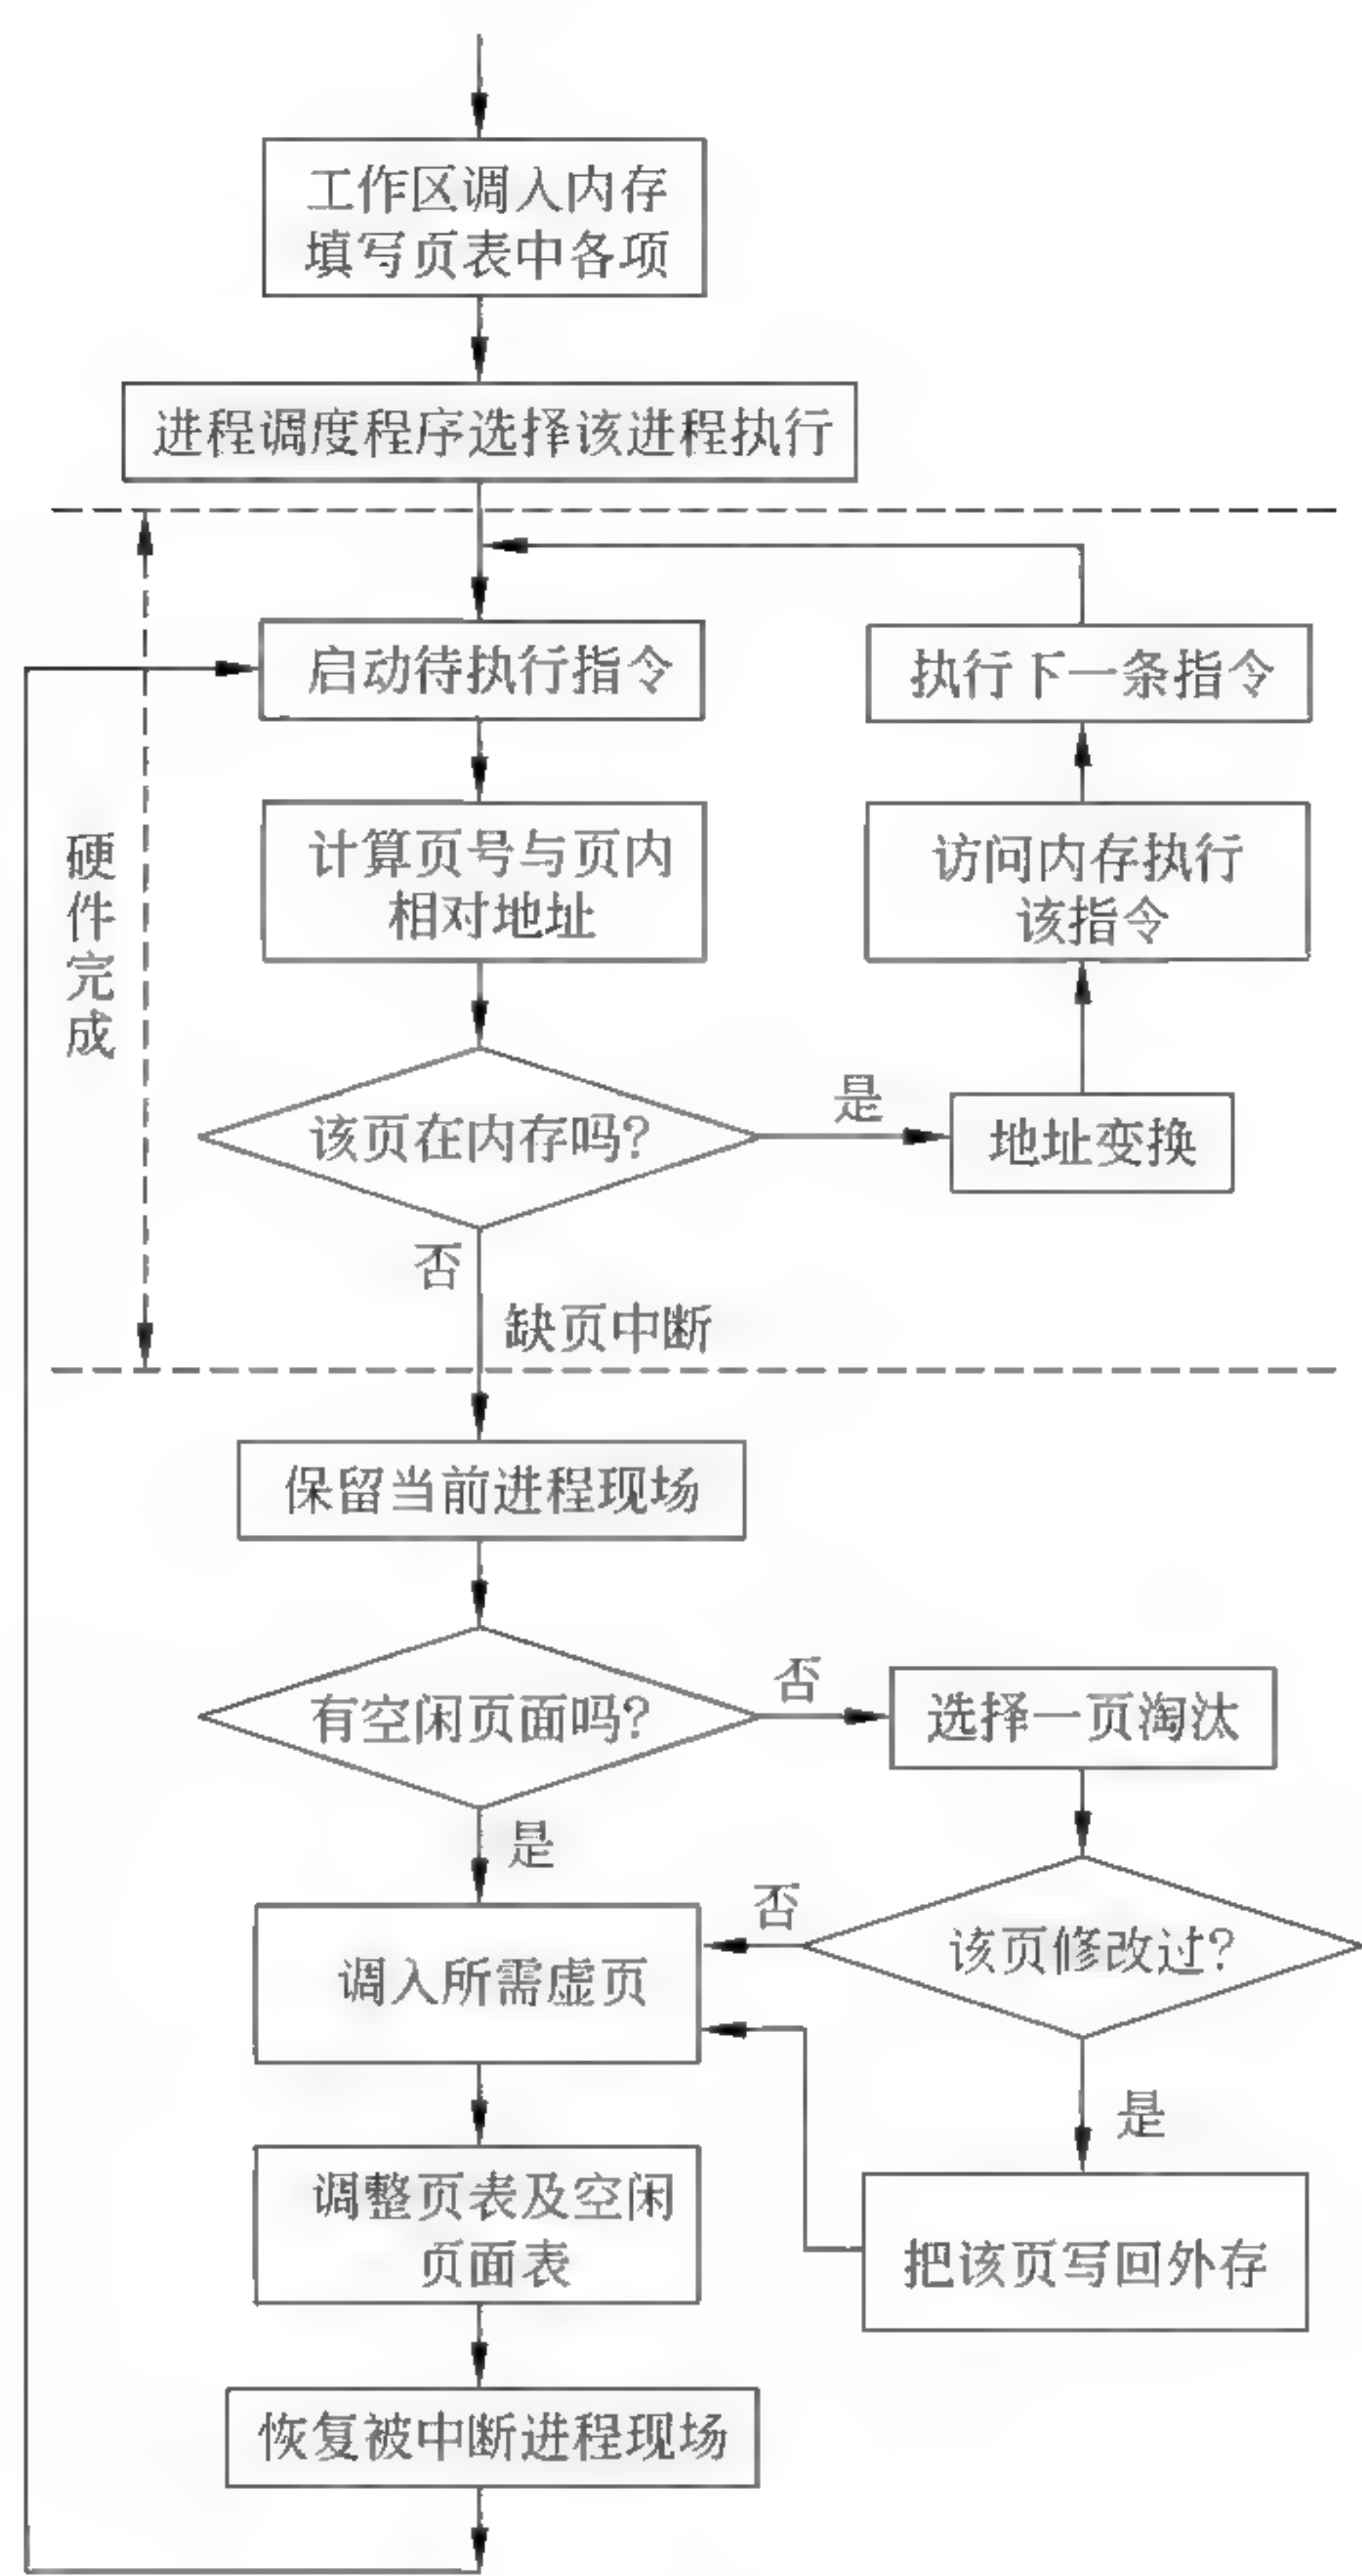 工作区调入内存
填写页表中各项
进程调度程序选择该进程执行
启动待执行指令
执行下一条指令
计算页号与页内
相对地址
访问内存执行
该指令
硬件完成
该页在内存吗?
是
地址变换
否
缺页中断
保留当前进程现场
有空闲页面吗?
否
选择一页淘汰
是
调入所需虚页
否
该页修改过?
是
调整页表及空闲
页面表
把该页写回外存
恢复被中断进程现场